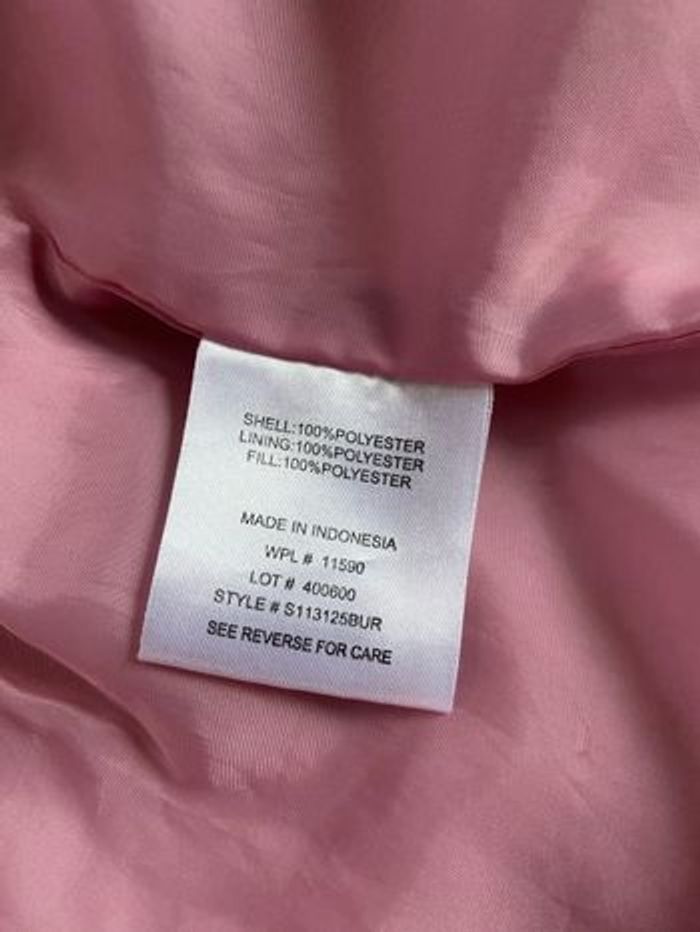 SHELL:100%POLYESTER
LINING:100%POLYESTER
FILL:100%POLYESTER
MADE IN INDONESIA
WPL # 11590
LOT # 400600
STYLE # S113125BUR
SEE REVERSE FOR CARE